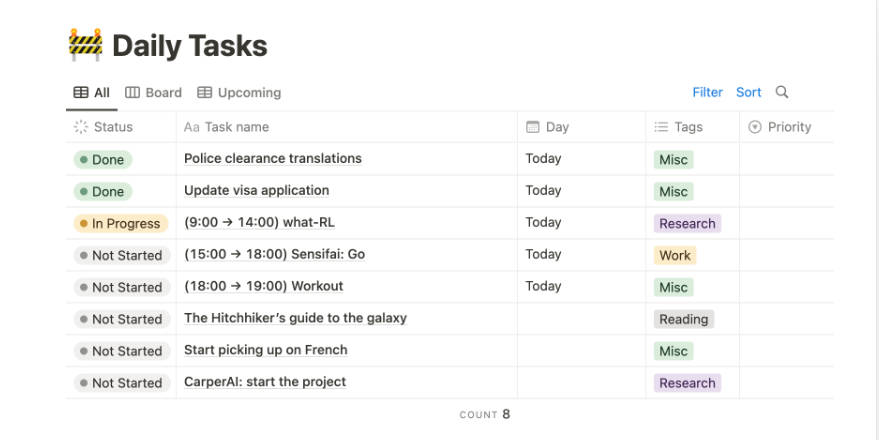 🚧 Daily Tasks
All Board Upcoming Filter Sort
Status Aa Task name Day Tags Priority
Done Police clearance translations Today Misc
Done Update visa application Today Misc
In Progress (9:00 → 14:00) what-RL Today Research
Not Started (15:00 → 18:00) Sensifai: Go Today Work
Not Started (18:00 → 19:00) Workout Today Misc
Not Started The Hitchhiker's guide to the galaxy Reading
Not Started Start picking up on French Misc
Not Started CarperAI: start the project Research
COUNT 8